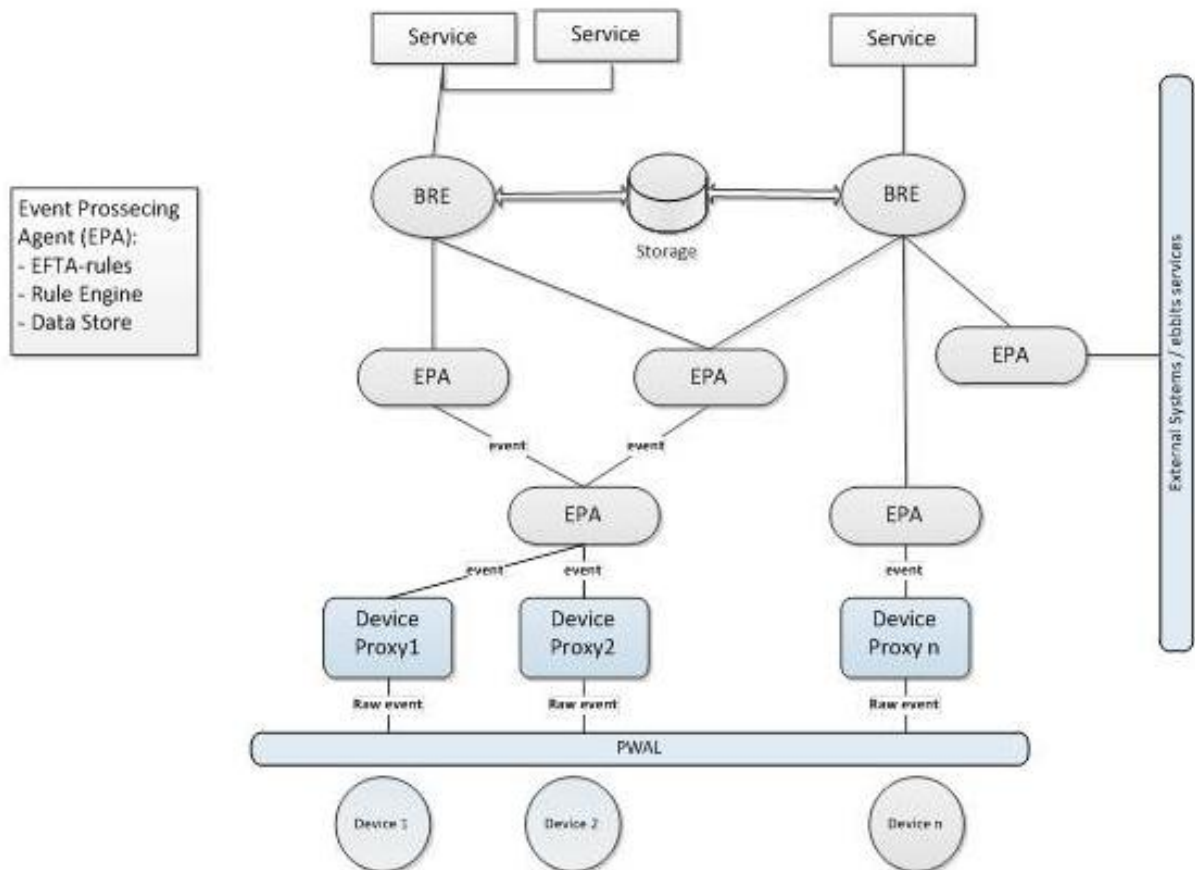 Service
Service
Service
BRE
BRE
Storage
Event Prossecing
Agent (EPA):
- EFTA-rules
- Rule Engine
- Data Store
EPA
EPA
EPA
External Systems / ebbits services
event
event
EPA
EPA
event
event
event
Device
Proxy1
Device
Proxy2
Device
Proxy n
Raw event
Raw event
Raw event
PWAL
Device 1
Device 2
Device n